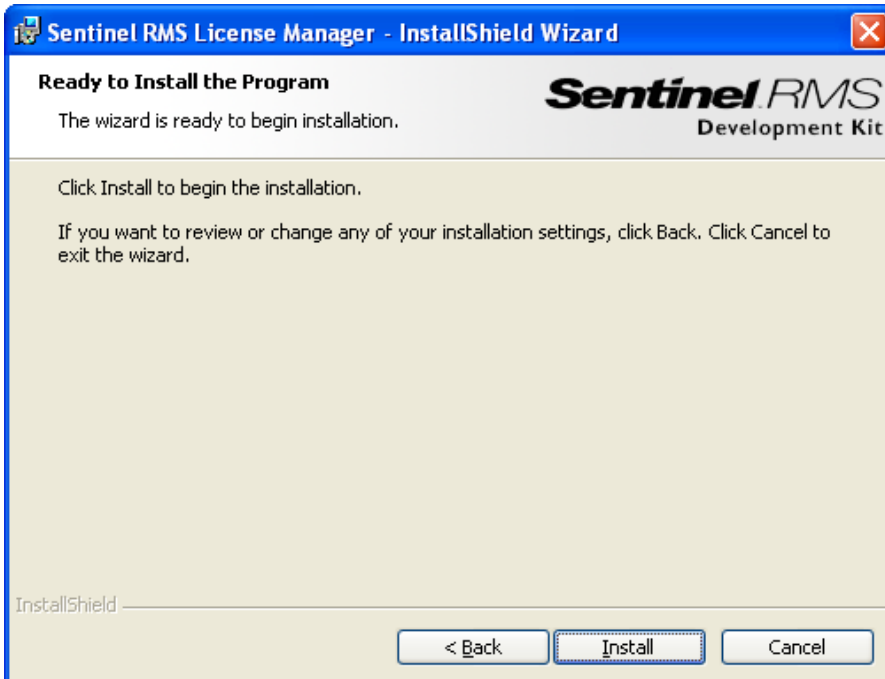 Sentinel RMS License Manager - InstallShield Wizard
Ready to Install the Program
The wizard is ready to begin installation.
Sentinel RMS
Development Kit
Click Install to begin the installation.
If you want to review or change any of your installation settings, click Back. Click Cancel to
exit the wizard.
InstallShield
< Back
Install
Cancel